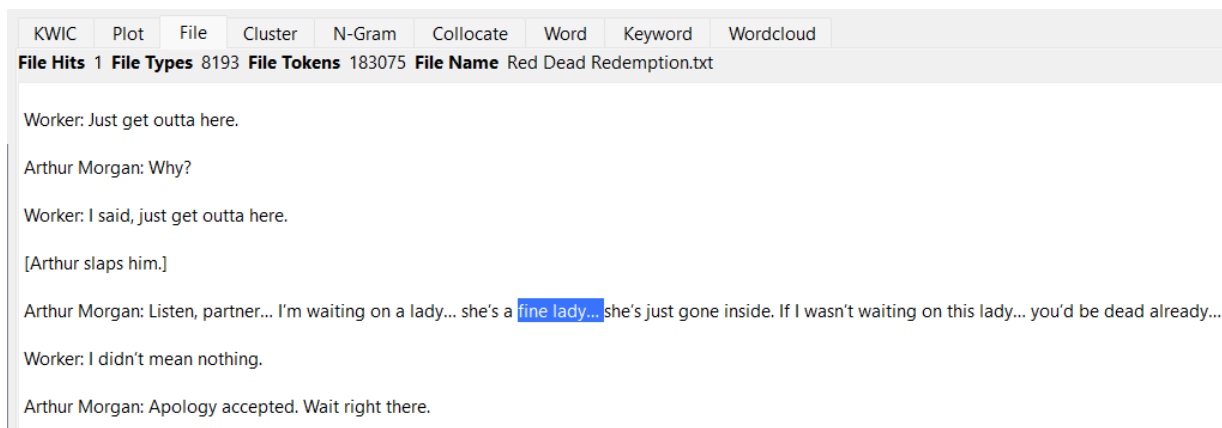 KWIC Plot File Cluster N-Gram Collocate Word Keyword Wordcloud
File Hits 1 File Types 8193 File Tokens 183075 File Name Red Dead Redemption.txt
Worker: Just get outta here.
Arthur Morgan: Why?
Worker: I said, just get outta here.
[Arthur slaps him.]
Arthur Morgan: Listen, partner… I’m waiting on a lady… she’s a fine lady… she’s just gone inside. If I wasn’t waiting on this lady… you’d be dead already…
Worker: I didn’t mean nothing.
Arthur Morgan: Apology accepted. Wait right there.